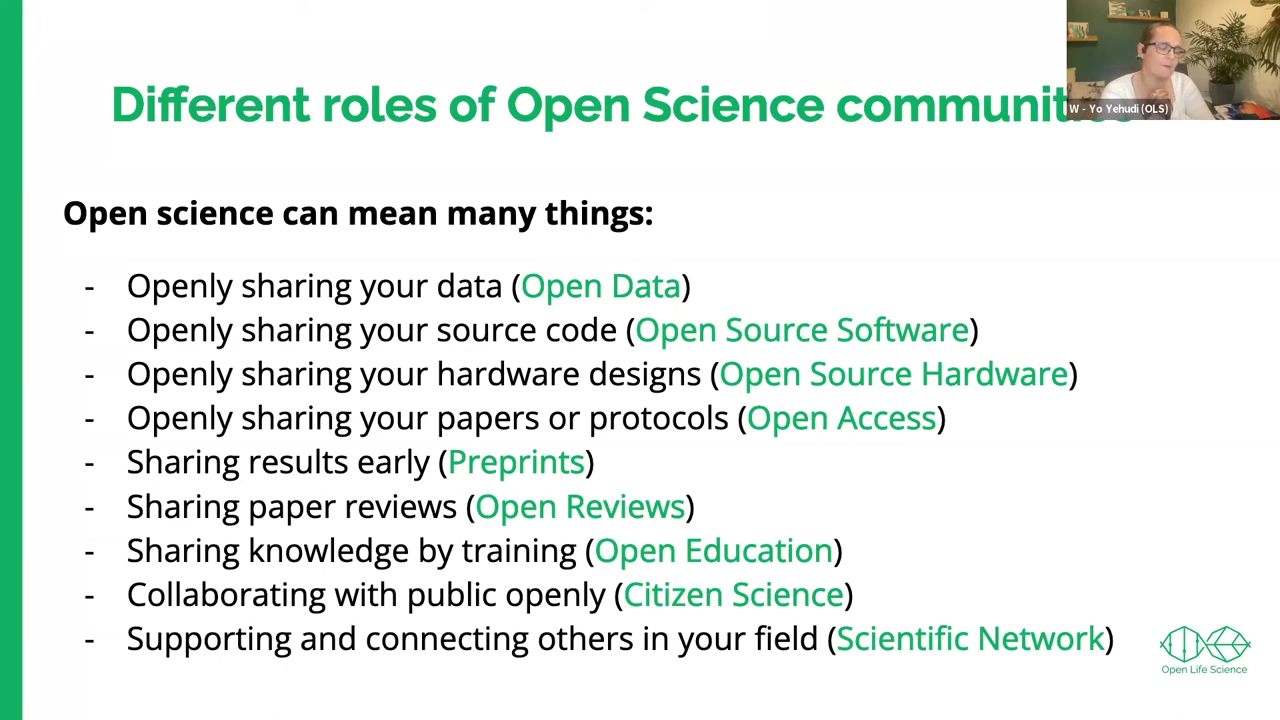 Different roles of Open Science communit
W - Yo Yehudi (OLS)
Open science can mean many things:
- Openly sharing your data (Open Data)
- Openly sharing your source code (Open Source Software)
- Openly sharing your hardware designs (Open Source Hardware)
- Openly sharing your papers or protocols (Open Access)
- Sharing results early (Preprints)
- Sharing paper reviews (Open Reviews)
- Sharing knowledge by training (Open Education)
- Collaborating with public openly (Citizen Science)
- Supporting and connecting others in your field (Scientific Network)
Open Life Science